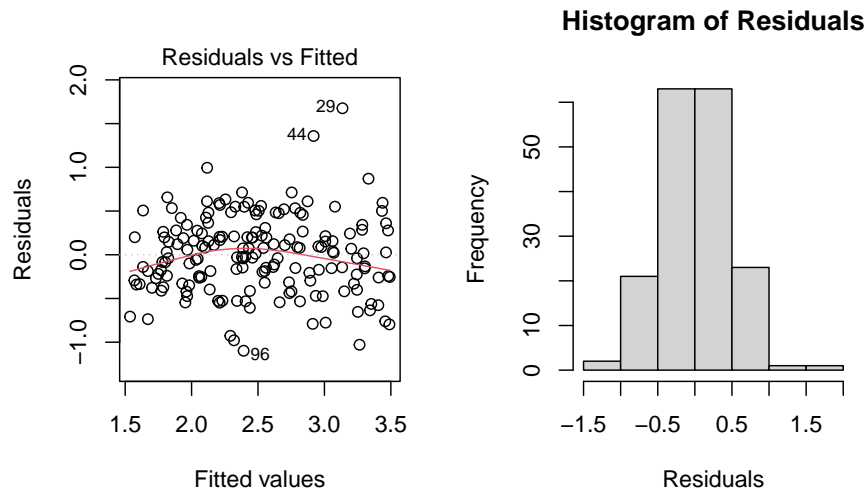 Residuals vs Fitted
Residuals
2.0
1.0
0.0
−1.0
29
44
96
1.5 2.0 2.5 3.0 3.5
Fitted values
Histogram of Residuals
Frequency
50
30
10
0
−1.5 −0.5 0.5 1.5
Residuals